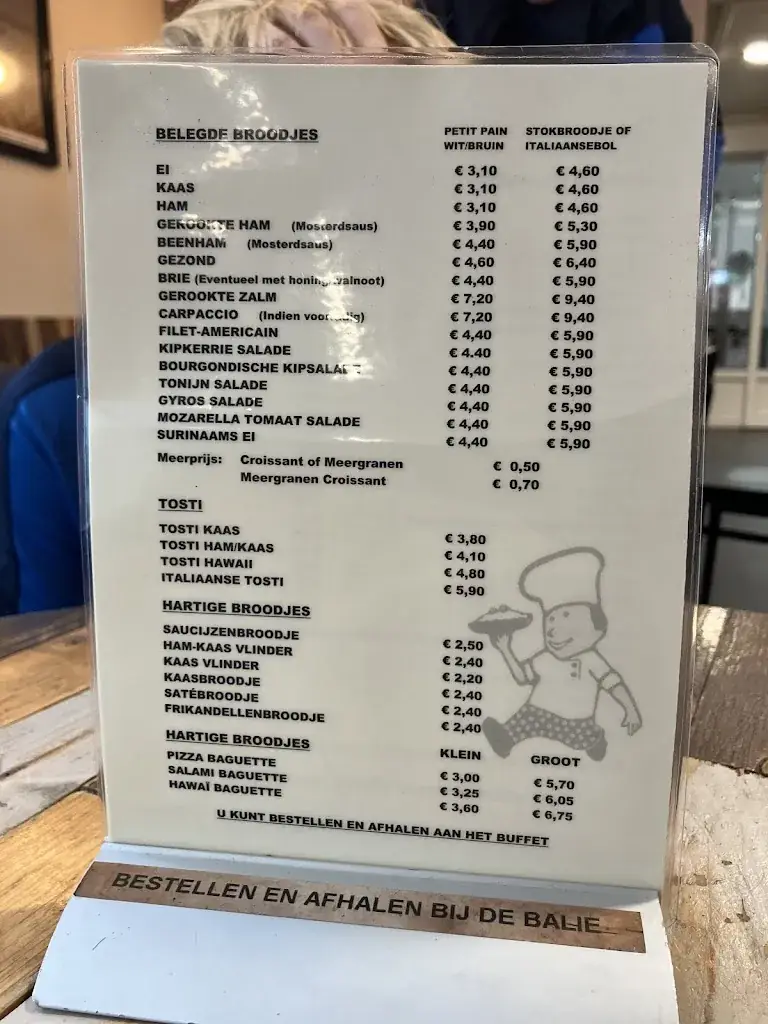 BELEGDE BROODJES PETIT PAIN STOKBROODJE OF
WIT/BRUIN ITALIAANSEBOL
EI € 3,10 € 4,60
KAAS € 3,10 € 4,60
HAM € 3,10 € 4,60
GEROOKTE HAM (Mosterdsaus) € 3,90 € 5,30
BEENHAM (Mosterdsaus) € 4,40 € 5,90
GEZOND € 4,60 € 6,40
BRIE (Eventueel met honing/walnoot) € 4,40 € 5,90
GEROOKTE ZALM € 7,20 € 9,40
CARPACCIO (Indien voorradig) € 7,20 € 9,40
FILET-AMERICAIN € 4,40 € 5,90
KIPKERRIE SALADE € 4.40 € 5,90
BOURGONDISCHE KIPSALADE € 4,40 € 5,90
TONIJN SALADE € 4,40 € 5,90
GYROS SALADE € 4,40 € 5,90
MOZARELLA TOMAAT SALADE € 4,40 € 5,90
SURINAAMS EI € 4,40 € 5,90
Meerprijs: Croissant of Meergranen € 0,50
Meergranen Croissant € 0,70
TOSTI
TOSTI KAAS € 3,80
TOSTI HAM/KAAS € 4,10
TOSTI HAWAII € 4,80
ITALIAANSE TOSTI € 5,90
HARTIGE BROODJES
SAUCIJZENBROODJE € 2,50
HAM-KAAS VLINDER € 2,40
KAAS VLINDER € 2,20
KAASBROODJE € 2,40
SATÉBROODJE € 2,40
FRIKANDELLENBROODJE € 2,40
HARTIGE BROODJES KLEIN GROOT
PIZZA BAGUETTE € 3,00 € 5,70
SALAMI BAGUETTE € 3,25 € 6,05
HAWAÏ BAGUETTE € 3,60 € 6,75
U KUNT BESTELLEN EN AFHALEN AAN HET BUFFET
BESTELLEN EN AFHALEN BIJ DE BALIE